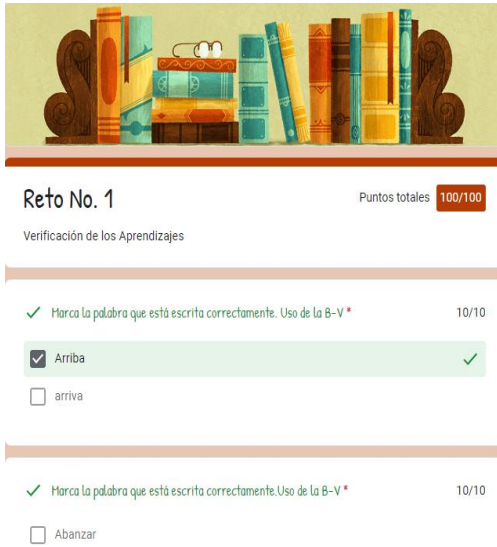 Reto No. 1
Puntos totales 100/100
Verificación de los Aprendizajes
Marca la palabra que está escrita correctamente. Uso de la B-V *
10/10
Arriba
arriva
Marca la palabra que está escrita correctamente.Uso de la B-V *
10/10
Abanzar